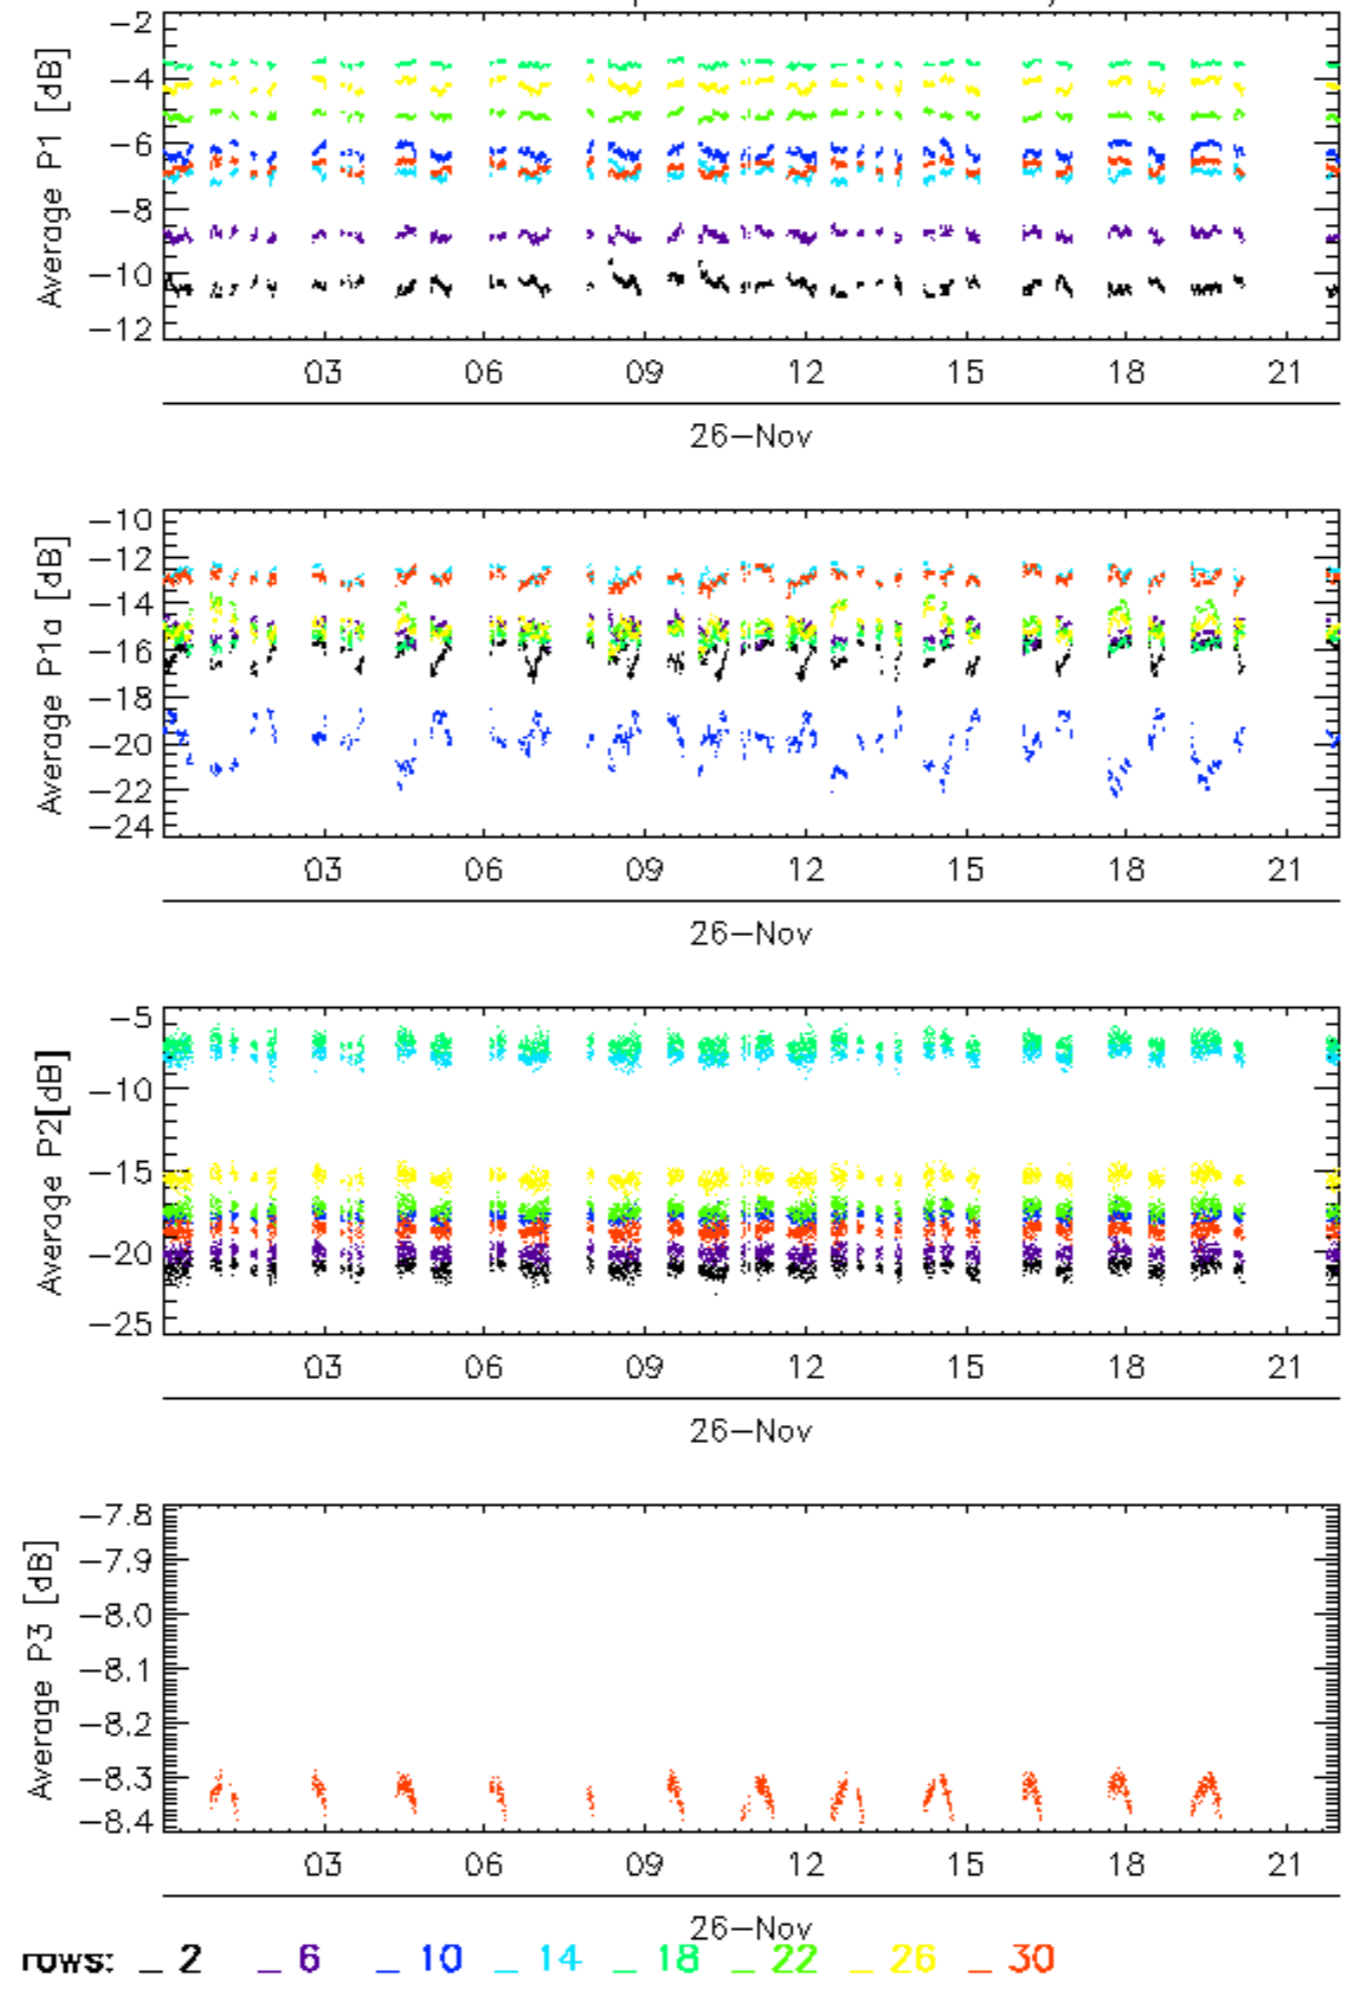 Average P1 [dB]
-2
-4
-6
-8
-10
-12
03 06 09 12 15 18 21
26-Nov
Average P1a [dB]
-10
-12
-14
-16
-18
-20
-22
-24
03 06 09 12 15 18 21
26-Nov
Average P2[dB]
-5
-10
-15
-20
-25
03 06 09 12 15 18 21
26-Nov
Average P3 [dB]
-7.8
-7.9
-8.0
-8.1
-8.2
-8.3
-8.4
03 06 09 12 15 18 21
26-Nov
rows: _ 2 _ 6 _ 10 _ 14 _ 18 _ 22 _ 26 _ 30